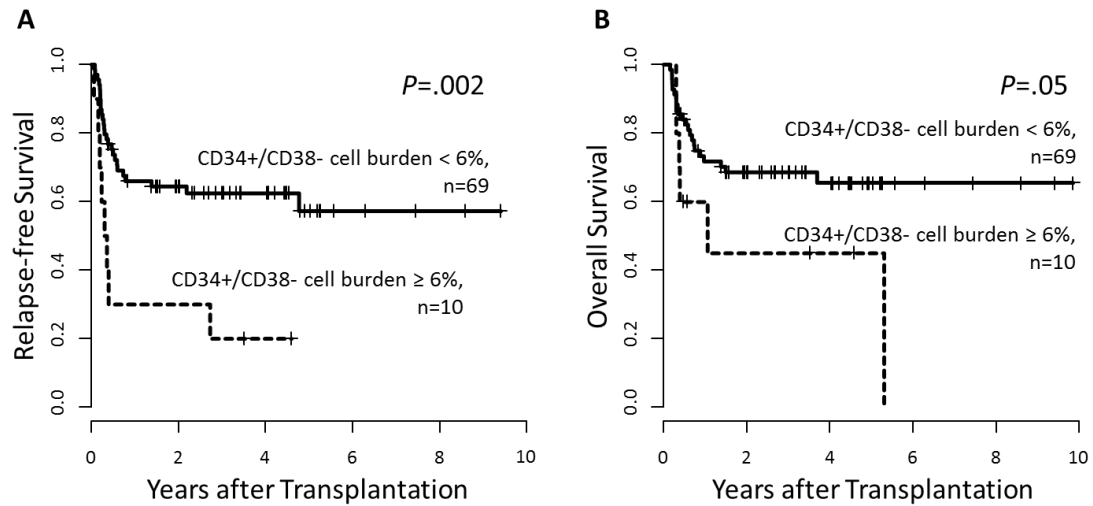 A
Relapse-free Survival
1.0
0.8
0.6
0.4
0.2
0.0
P=.002
CD34+/CD38- cell burden < 6%,
n=69
CD34+/CD38- cell burden ≥ 6%,
n=10
0 2 4 6 8 10
Years after Transplantation
B
Overall Survival
1.0
0.8
0.6
0.4
0.2
0.0
P=.05
CD34+/CD38- cell burden < 6%,
n=69
CD34+/CD38- cell burden ≥ 6%,
n=10
0 2 4 6 8 10
Years after Transplantation